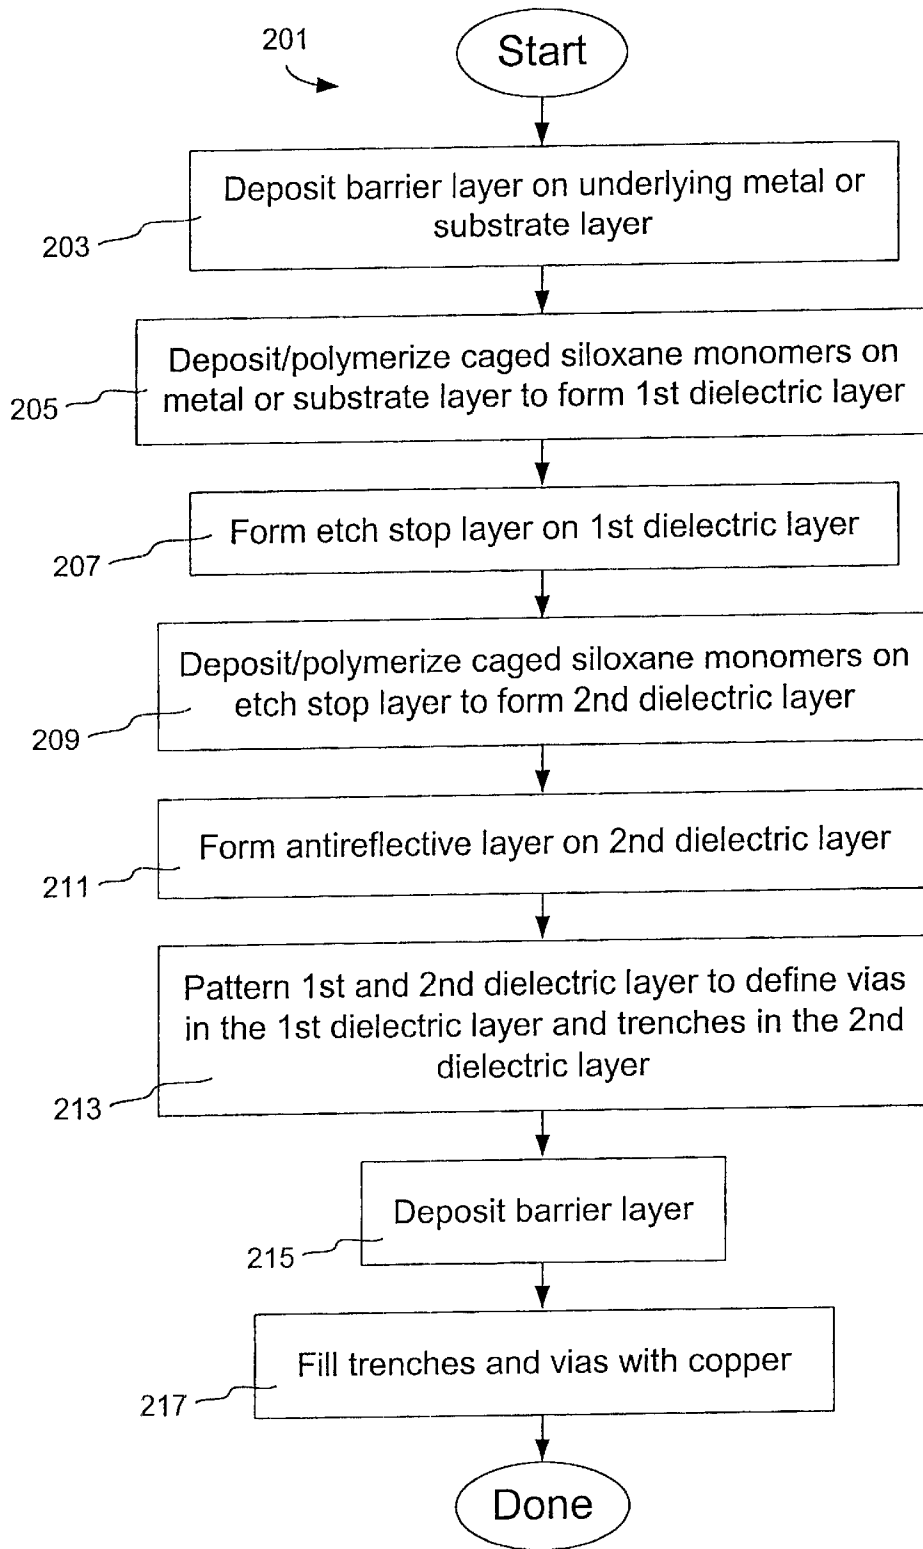 201
Start
Deposit barrier layer on underlying metal or
substrate layer
203
Deposit/polymerize caged siloxane monomers on
metal or substrate layer to form 1st dielectric layer
205
Form etch stop layer on 1st dielectric layer
207
Deposit/polymerize caged siloxane monomers on
etch stop layer to form 2nd dielectric layer
209
Form antireflective layer on 2nd dielectric layer
211
Pattern 1st and 2nd dielectric layer to define vias
in the 1st dielectric layer and trenches in the 2nd
dielectric layer
213
Deposit barrier layer
215
Fill trenches and vias with copper
217
Done